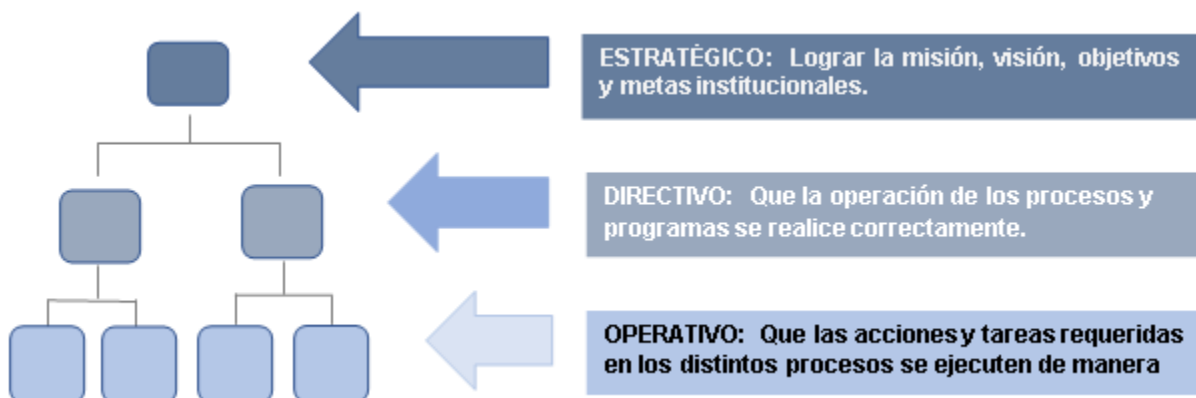 ESTRATÉGICO: Lograr la misión, visión, objetivos
y metas institucionales.
DIRECTIVO: Que la operación de los procesos y
programas se realice correctamente.
OPERATIVO: Que las acciones y tareas requeridas
en los distintos procesos se ejecuten de manera